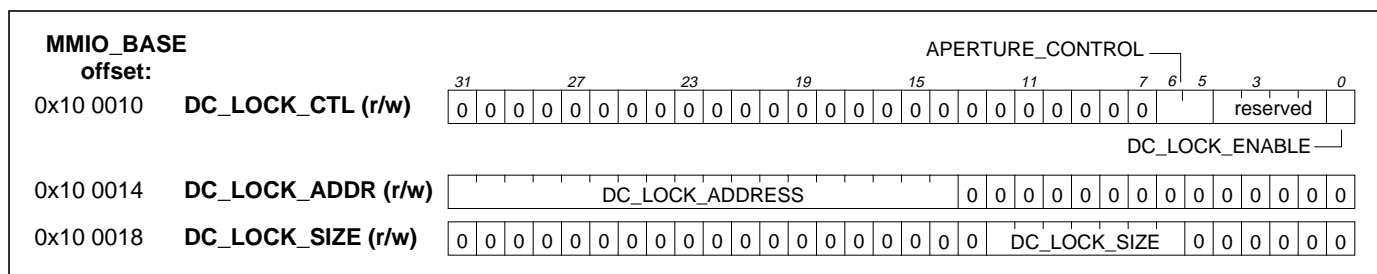 MMIO_BASE
offset:
APERTURE_CONTROL
31 27 23 19 15 11 7 6 5 3 0
0x10 0010 DC_LOCK_CTL (r/w) 0 0 0 0 0 0 0 0 0 0 0 0 0 0 0 0 0 0 0 0 0 0 0 0 0 reserved
DC_LOCK_ENABLE
0x10 0014 DC_LOCK_ADDR (r/w) DC_LOCK_ADDRESS 0 0 0 0 0 0 0 0 0 0 0 0 0 0
0x10 0018 DC_LOCK_SIZE (r/w) 0 0 0 0 0 0 0 0 0 0 0 0 0 0 0 0 0 0 0 DC_LOCK_SIZE 0 0 0 0 0 0